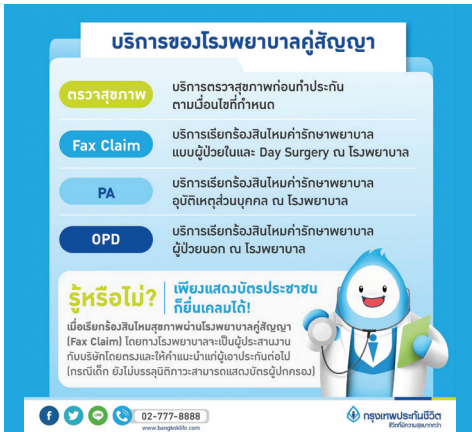 บริการของโรงพยาบาลคู่สัญญา
ตรวจสุขภาพ
บริการตรวจสุขภาพก่อนทำประกัน
ตามเงื่อนไขที่กำหนด
Fax Claim
บริการเรียกร้องสินไหมค่ารักษาพยาบาล
แบบผู้ป่วยในและ Day Surgery ณ โรงพยาบาล
PA
บริการเรียกร้องสินไหมค่ารักษาพยาบาล
อุบัติเหตุส่วนบุคคล ณ โรงพยาบาล
OPD
บริการเรียกร้องสินไหมค่ารักษาพยาบาล
ผู้ป่วยนอก ณ โรงพยาบาล
รู้หรือไม่?
เพียงแสดงบัตรประชาชน
ก็ยื่นเคลมได้!
เมื่อเรียกร้องสินไหมสุขภาพผ่านโรงพยาบาลคู่สัญญา
(Fax Claim) โดยทางโรงพยาบาลจะเป็นผู้ประสานงาน
กับบริษัทโดยตรงและให้คำแนะนำแก่ผู้เอาประกันต่อไป
(กรณีเด็ก ยังไม่บรรลุนิติภาวะสามารถแสดงบัตรผู้ปกครอง)
02-777-8888
www.bangkoklife.com
กรุงเทพประกันชีวิต
ชีวิตที่มีความสุขมากกว่า